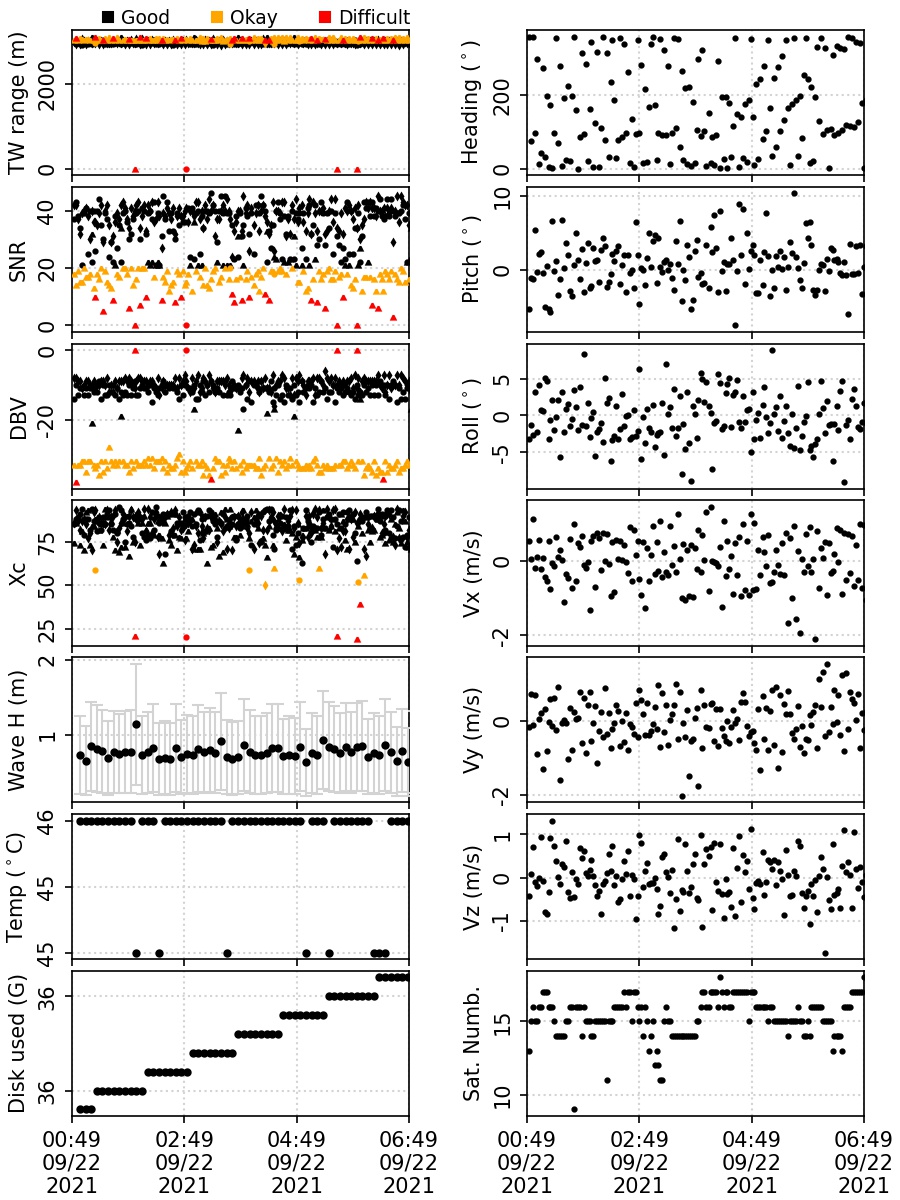 Good Okay Difficult
TW range (m)
2000
0
Heading (°)
200
0
SNR
40
20
0
Pitch (°)
10
0
DBV
0
-20
Roll (°)
5
0
-5
Xc
75
50
25
Vx (m/s)
0
-2
Wave H (m)
2
1
Vy (m/s)
0
-2
Temp (°C)
46
45
45
Vz (m/s)
1
0
-1
Disk used (G)
36
36
Sat. Numb.
15
10
00:49 02:49 04:49 06:49 00:49 02:49 04:49 06:49
09/22 09/22 09/22 09/22 09/22 09/22 09/22 09/22
2021 2021 2021 2021 2021 2021 2021 2021